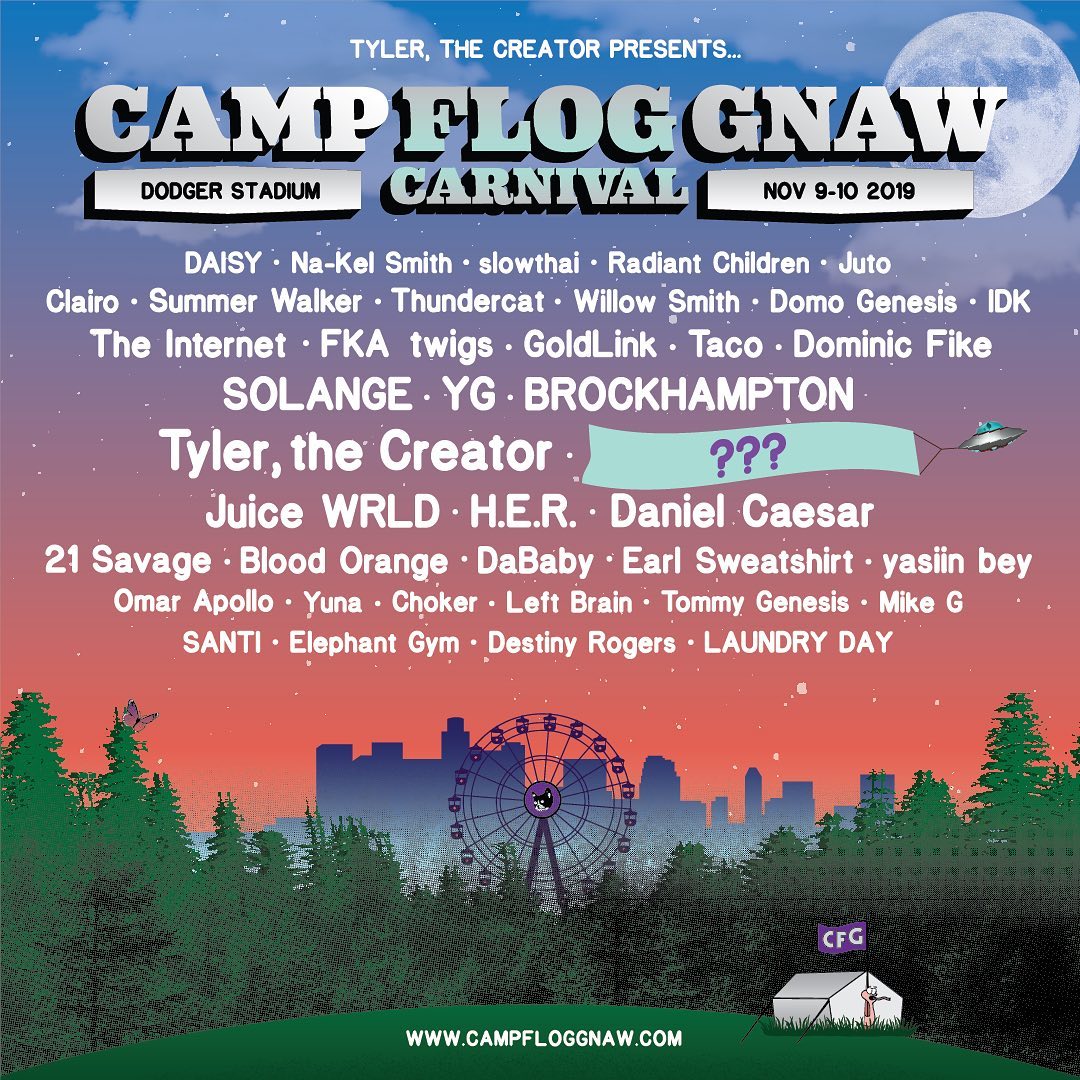 TYLER, THE CREATOR PRESENTS...
CAMP FLOG GNAW
CARNIVAL
DODGER STADIUM
NOV 9-10 2019
DAISY · Na-Kel Smith · slowthai · Radiant Children · Juto
Clairo · Summer Walker · Thundercat · Willow Smith · Domo Genesis · IDK
The Internet · FKA twigs · GoldLink · Taco · Dominic Fike
SOLANGE · YG · BROCKHAMPTON
Tyler, the Creator · ???
Juice WRLD · H.E.R. · Daniel Caesar
21 Savage · Blood Orange · DaBaby · Earl Sweatshirt · yasiin bey
Omar Apollo · Yuna · Choker · Left Brain · Tommy Genesis · Mike G
SANTI · Elephant Gym · Destiny Rogers · LAUNDRY DAY
CFG
WWW.CAMPFLOGGNAW.COM